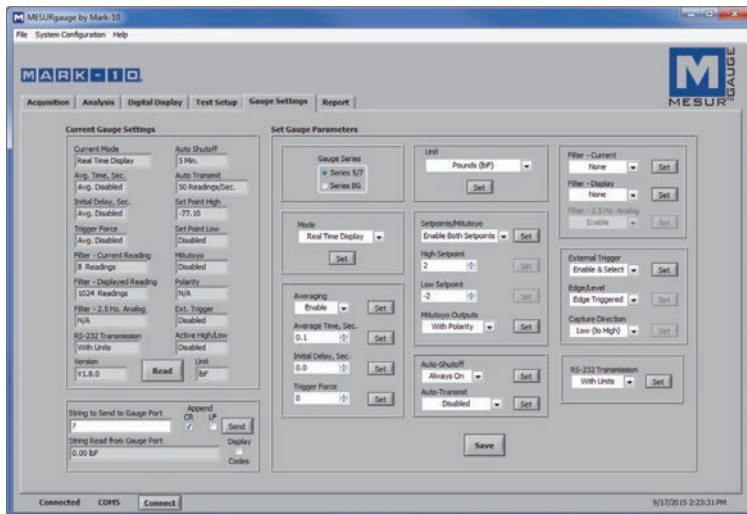 MESURgauge by Mark-10
File System Configuration Help
MARK-10
M
MESUR GAUGE
Acquisition Analysis Digital Display Test Setup Gauge Settings Report
Current Gauge Settings
Current Mode
Real Time Display
Avg. Time, Sec.
Avg. Disabled
Initial Delay, Sec.
Avg. Disabled
Trigger Force
Avg. Disabled
Filter - Current Reading
8 Readings
Filter - Displayed Reading
1024 Readings
Filter - 2.5 Hz. Analog
N/A
RS-232 Transmission
With Units
Version
V1.8.0
Read
Auto Shutoff
5 Min.
Auto Transmit
50 Readings/Sec.
Set Point High
-77.10
Set Point Low
Disabled
Mitutoyo
Disabled
Polarity
N/A
Ext. Trigger
Disabled
Active High/Low
Disabled
Unit
lbF
String to Send to Gauge Port
?
Append
CR LF
Send
String Read from Gauge Port
0.00 lbF
Display
Codes
Set Gauge Parameters
Gauge Series
Series 5/7
Series BG
Mode
Real Time Display
Set
Averaging
Enable Set
Average Time, Sec.
0.1 Set
Initial Delay, Sec.
0.0 Set
Trigger Force
0 Set
Unit
Pounds (lbF)
Set
Setpoints/Mitutoyo
Enable Both Setpoints Set
High Setpoint
2 Set
Low Setpoint
-2 Set
Mitutoyo Outputs
With Polarity Set
Auto-Shutoff
Always On Set
Auto-Transmit
Disabled Set
Save
Filter - Current
None Set
Filter - Display
None Set
Filter - 2.5 Hz. Analog
Enable Set
External Trigger
Enable & Select Set
Edge/Level
Edge Triggered Set
Capture Direction
Low (to High) Set
RS-232 Transmission
With Units Set
Connected COM5 Connect
9/17/2015 2:23:31 PM